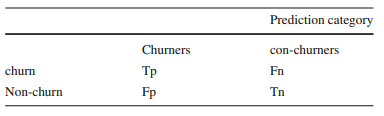 Prediction category
Churners con-churners
churn Tp Fn
Non-churn Fp Tn